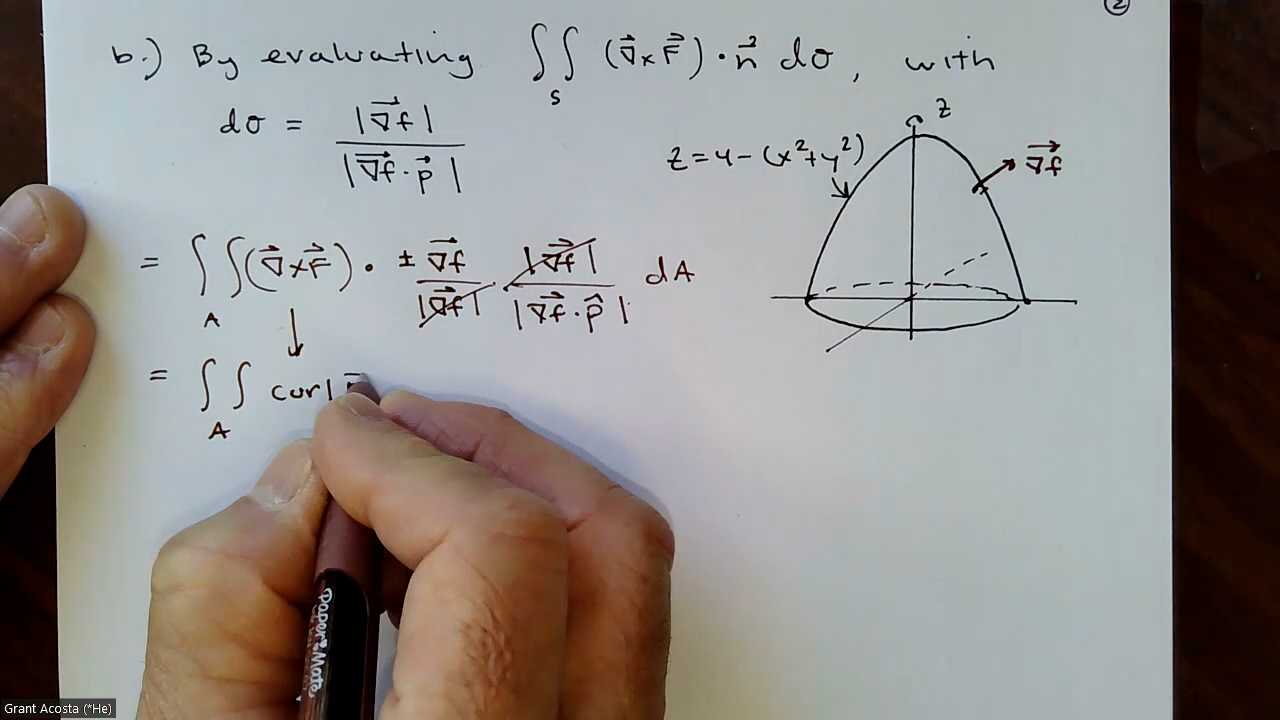 ②
b.) By evaluating ∫∫_S (∇⃗×F⃗)·n⃗ dσ, with
dσ = |∇⃗f| / |∇⃗f·p⃗|
z
z=4-(x²+y²)
∇⃗f
= ∫∫_A (∇⃗×F⃗) · ± ∇⃗f / |∇⃗f| · |∇⃗f| / |∇⃗f·p̂| dA
= ∫∫_A curl
Paper Mate
Grant Acosta (*He)